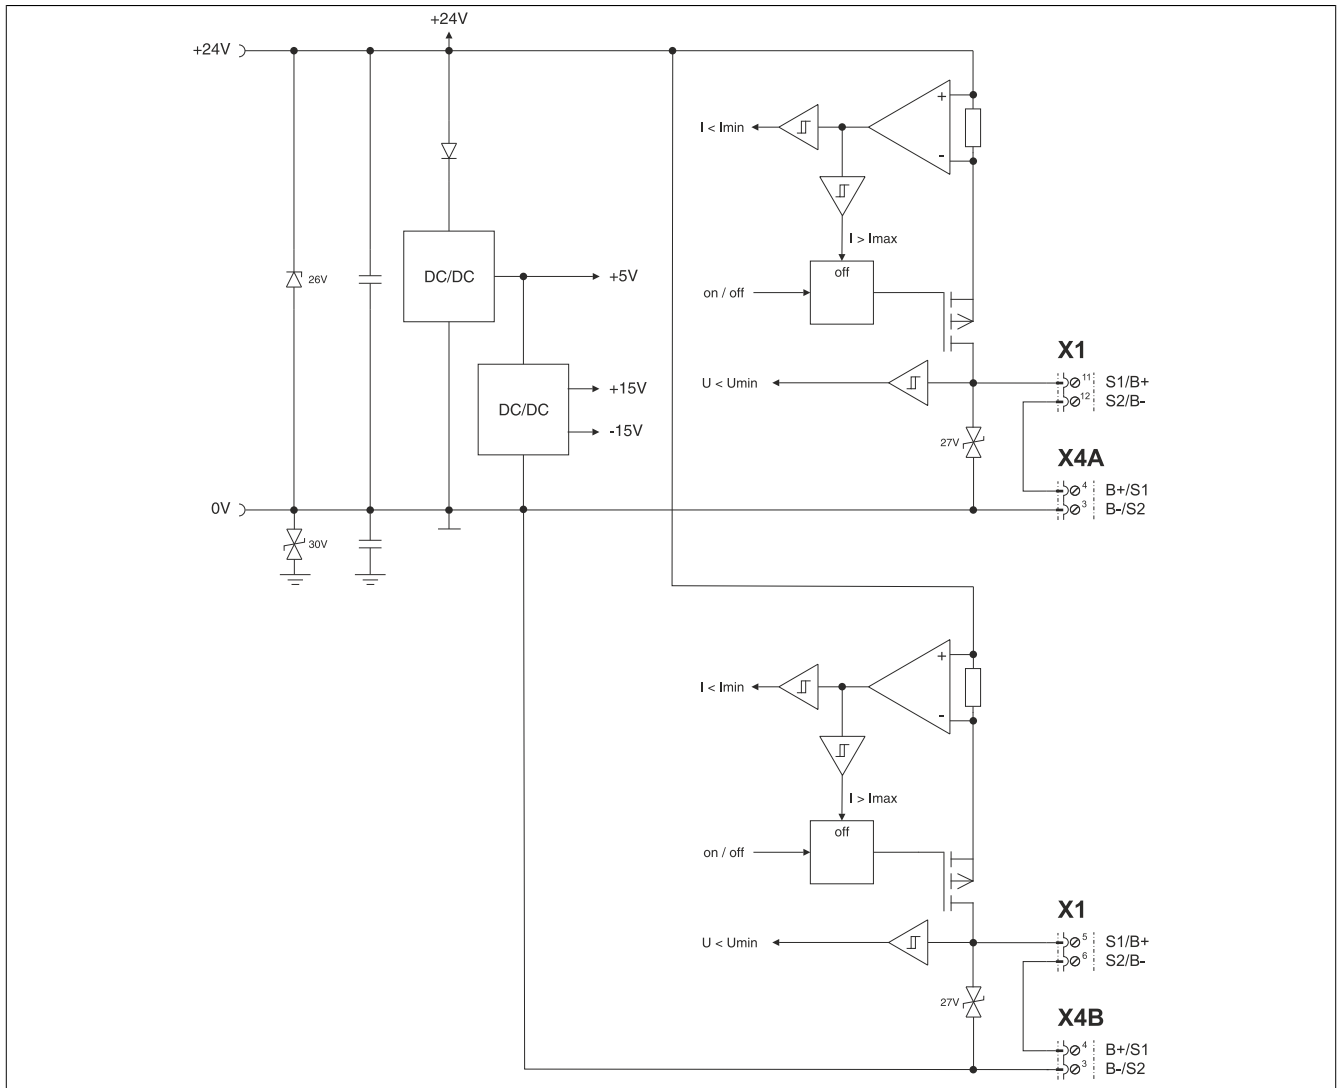 +24V
+24V
+
I < Imin
-
I > Imax
DC/DC
+5V
off
26V
on / off
X1
U < Umin
11
S1/B+
+15V
12
S2/B-
DC/DC
-15V
27V
X4A
4
B+/S1
0V
3
B-/S2
30V
+
I < Imin
-
I > Imax
off
on / off
X1
U < Umin
5
S1/B+
6
S2/B-
27V
X4B
4
B+/S1
3
B-/S2